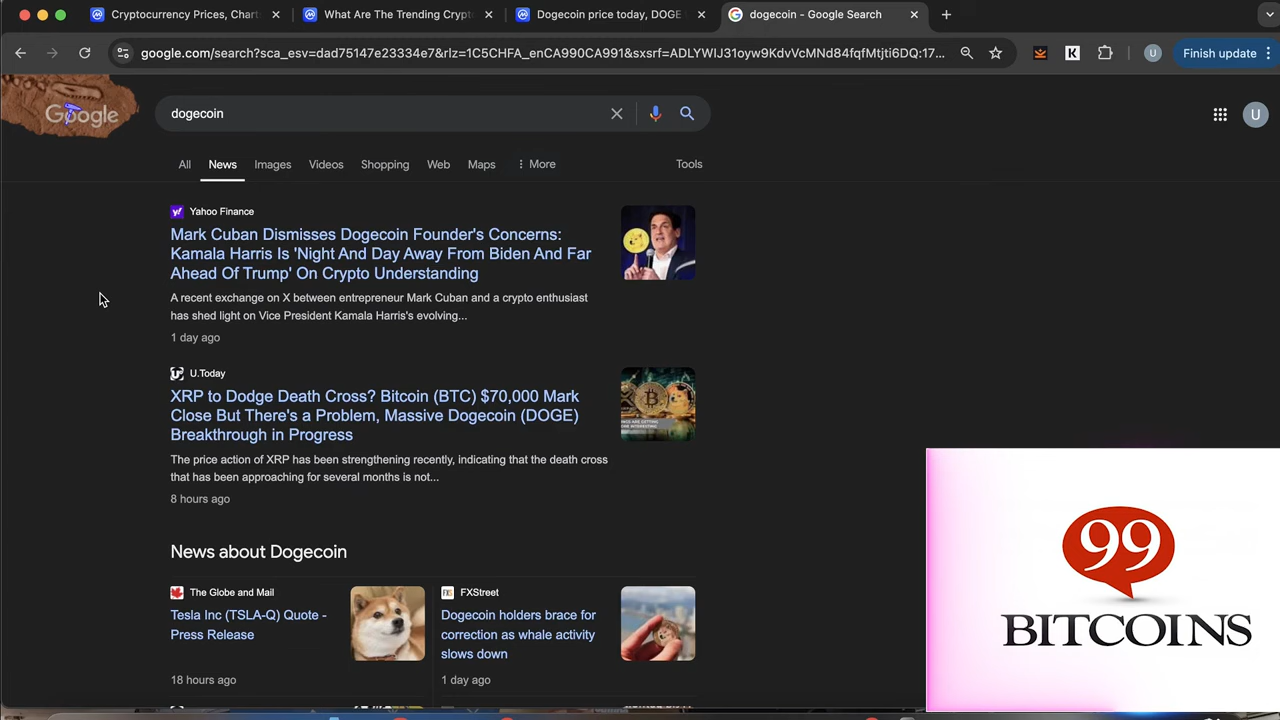 Cryptocurrency Prices, Chart
What Are The Trending Crypto
Dogecoin price today, DOGE
dogecoin - Google Search
google.com/search?sca_esv=dad75147e23334e7&rlz=1C5CHFA_enCA990CA991&sxsrf=ADLYWIJ31oyw9KdvVcMNd84fqfMtjti6DQ:17...
K
U
Finish update
Google
dogecoin
U
All
News
Images
Videos
Shopping
Web
Maps
More
Tools
Yahoo Finance
Mark Cuban Dismisses Dogecoin Founder's Concerns:
Kamala Harris Is 'Night And Day Away From Biden And Far
Ahead Of Trump' On Crypto Understanding
A recent exchange on X between entrepreneur Mark Cuban and a crypto enthusiast
has shed light on Vice President Kamala Harris's evolving...
1 day ago
U.Today
XRP to Dodge Death Cross? Bitcoin (BTC) $70,000 Mark
Close But There's a Problem, Massive Dogecoin (DOGE)
Breakthrough in Progress
The price action of XRP has been strengthening recently, indicating that the death cross
that has been approaching for several months is not...
8 hours ago
News about Dogecoin
The Globe and Mail
Tesla Inc (TSLA-Q) Quote -
Press Release
18 hours ago
FXS
FXStreet
Dogecoin holders brace for
correction as whale activity
slows down
1 day ago
99
BITCOINS